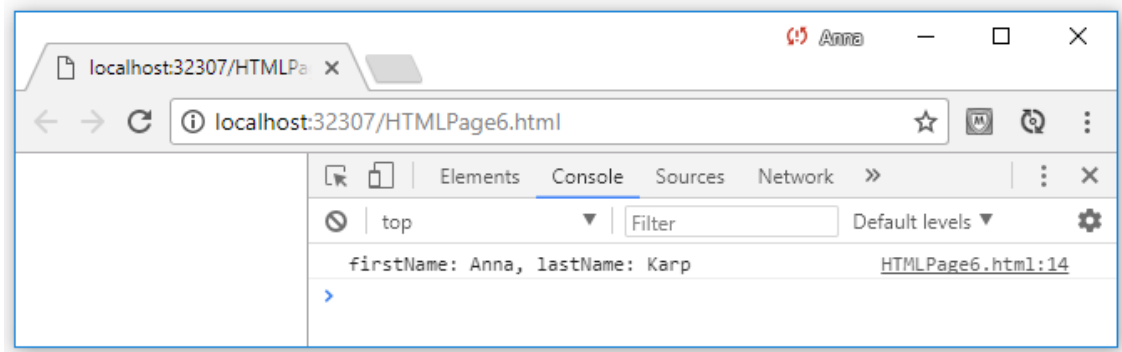 Anna
localhost:32307/HTMLPa
localhost:32307/HTMLPage6.html
Elements Console Sources Network »
top Filter Default levels
firstName: Anna, lastName: Karp HTMLPage6.html:14
>